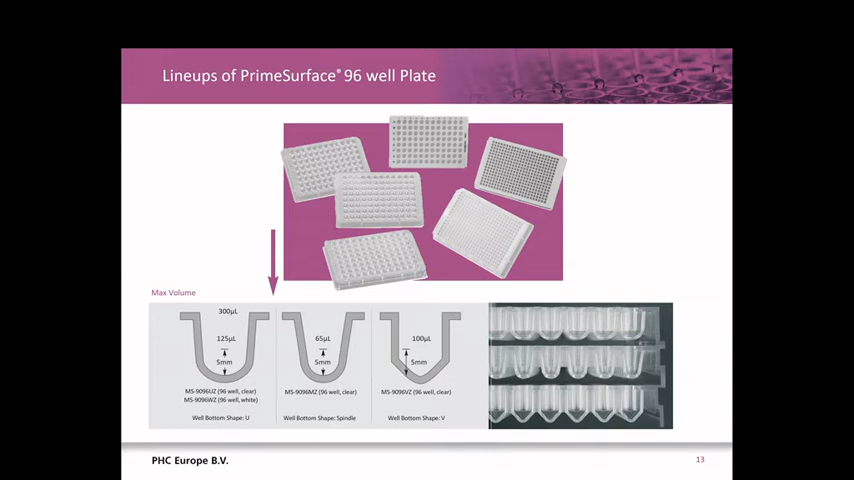 Lineups of PrimeSurface® 96 well Plate
Max Volume
300µL
125µL
5mm
MS-9096UZ (96 well, clear)
MS-9096WZ (96 well, white)
Well Bottom Shape: U
65µL
5mm
MS-9096MZ (96 well, clear)
Well Bottom Shape: Spindle
100µL
5mm
MS-9096VZ (96 well, clear)
Well Bottom Shape: V
PHC Europe B.V.
13